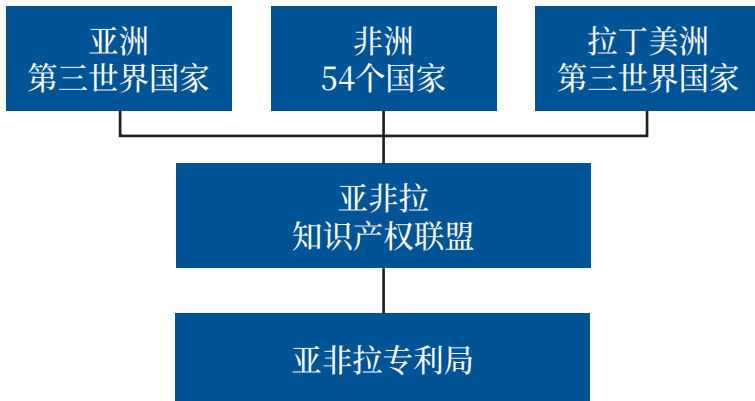 亚洲
第三世界国家
非洲
54个国家
拉丁美洲
第三世界国家
亚非拉
知识产权联盟
亚非拉专利局